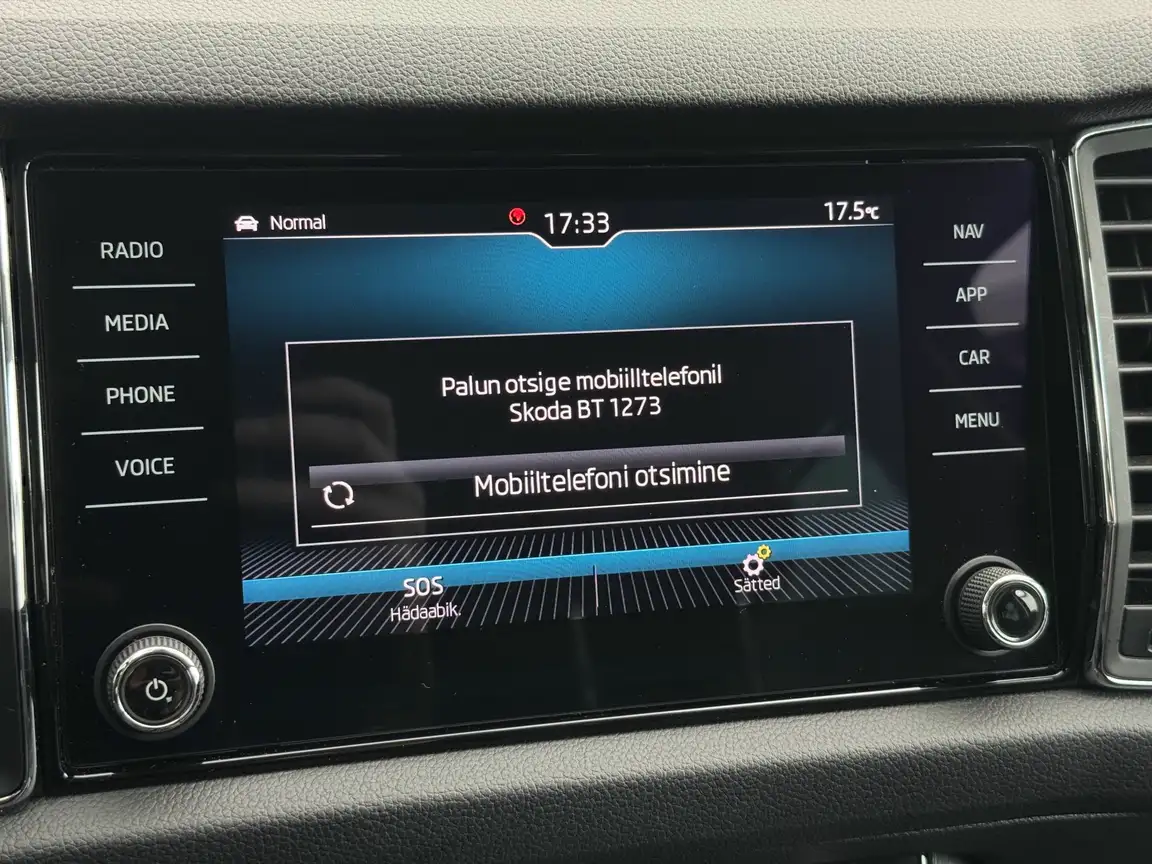 Normal
17:33
17.5°C
RADIO
MEDIA
PHONE
VOICE
Palun otsige mobiilltelefonil
Skoda BT 1273
Mobiiltelefoni otsimine
SOS
Hädaabik.
Sätted
NAV
APP
CAR
MENU